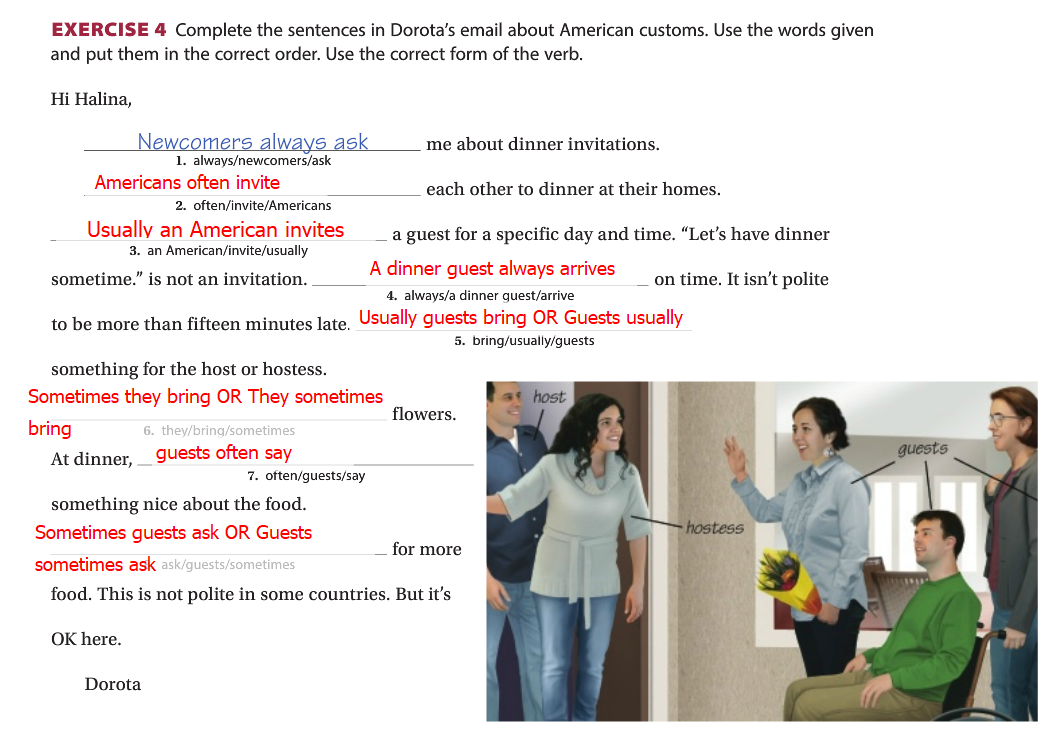 EXERCISE 4 Complete the sentences in Dorota’s email about American customs. Use the words given
and put them in the correct order. Use the correct form of the verb.
Hi Halina,
Newcomers always ask me about dinner invitations.
1. always/newcomers/ask
Americans often invite each other to dinner at their homes.
2. often/invite/Americans
Usually an American invites a guest for a specific day and time. “Let’s have dinner
3. an American/invite/usually
sometime.” is not an invitation. A dinner guest always arrives on time. It isn’t polite
4. always/a dinner guest/arrive
to be more than fifteen minutes late. Usually guests bring OR Guests usually
5. bring/usually/guests
something for the host or hostess.
Sometimes they bring OR They sometimes
flowers.
bring 6. they/bring/sometimes
At dinner, guests often say
7. often/guests/say
something nice about the food.
Sometimes guests ask OR Guests
for more
sometimes ask ask/guests/sometimes
food. This is not polite in some countries. But it’s
OK here.
Dorota
host
guests
hostess